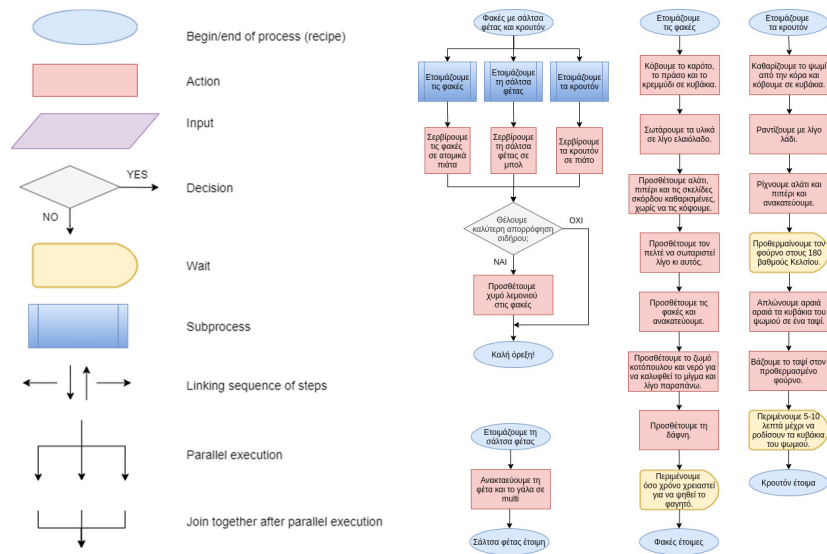 Begin/end of process (recipe)
Action
Input
YES
Decision
NO
Wait
Subprocess
Linking sequence of steps
Parallel execution
Join together after parallel execution
Φακές με σάλτσα
φέτας και κρουτόν
Ετοιμάζουμε
τις φακές
Ετοιμάζουμε
τη σάλτσα
φέτας
Ετοιμάζουμε
τα κρουτόν
Σερβίρουμε
τις φακές
σε ατομικά
πιάτα
Σερβίρουμε
τη σάλτσα
φέτας σε
μπολ
Σερβίρουμε
τα κρουτόν
σε πιάτο
Θέλουμε
καλύτερη απορρόφηση
σιδήρου;
ΟΧΙ
ΝΑΙ
Προσθέτουμε
χυμό λεμονιού
στις φακές
Καλή όρεξη!
Ετοιμάζουμε τη
σάλτσα φέτας
Ανακταεύουμε τη
φέτα και το γάλα σε
multi
Σάλτσα φέτας έτοιμη
Ετοιμάζουμε
τις φακές
Κόβουμε το καρότο,
το πράσο και το
κρεμμύδι σε κυβάκια.
Σωτάρουμε τα υλικά
σε λίγο ελαιόλαδο.
Προσθέτουμε αλάτι,
πιπέρι και τις σκελίδες
σκόρδου καθαρισμένες,
χωρίς να τις κόψουμε.
Προσθέτουμε τον
πελτέ να σωταριστεί
λίγο κι αυτός.
Προσθέτουμε τις
φακές και
ανακατεύουμε.
Προσθέτουμε το ζωμό
κοτόπουλου και νερό για
να καλυφθεί το μίγμα και
λίγο παραπάνω.
Προσθέτουμε τη
δάφνη.
Περιμένουμε
όσο χρόνο χρειαστεί
για να ψηθεί το
φαγητό.
Φακές έτοιμες
Ετοιμάζουμε
τα κρουτόν
Καθαρίζουμε το ψωμί
από την κόρα και
κόβουμε σε κυβάκια.
Ραντίζουμε με λίγο
λάδι.
Ρίχνουμε αλάτι και
πιπέρι και
ανακατεύουμε.
Προθερμαίνουμε τον
φούρνο στους 180
βαθμούς Κελσίου.
Απλώνουμε αραιά
αραιά τα κυβάκια του
ψωμιού σε ένα ταψί.
Βάζουμε το ταψί στον
προθερμασμένο
φούρνο.
Περιμένουμε 5-10
λεπτά μέχρι να
ροδίσουν τα κυβάκια
του ψωμιού.
Κρουτόν έτοιμα